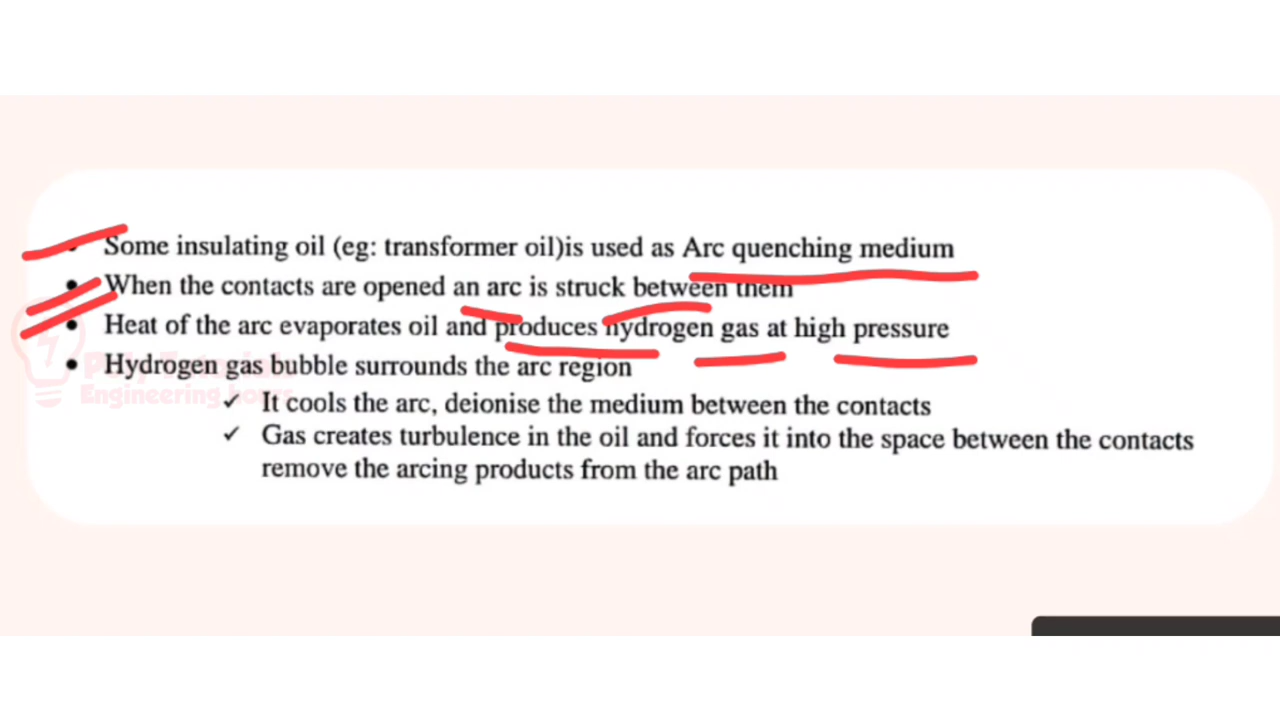 • Some insulating oil (eg: transformer oil)is used as Arc quenching medium
• When the contacts are opened an arc is struck between them
• Heat of the arc evaporates oil and produces hydrogen gas at high pressure
• Hydrogen gas bubble surrounds the arc region
Engineering
✓ It cools the arc, deionise the medium between the contacts
✓ Gas creates turbulence in the oil and forces it into the space between the contacts
remove the arcing products from the arc path